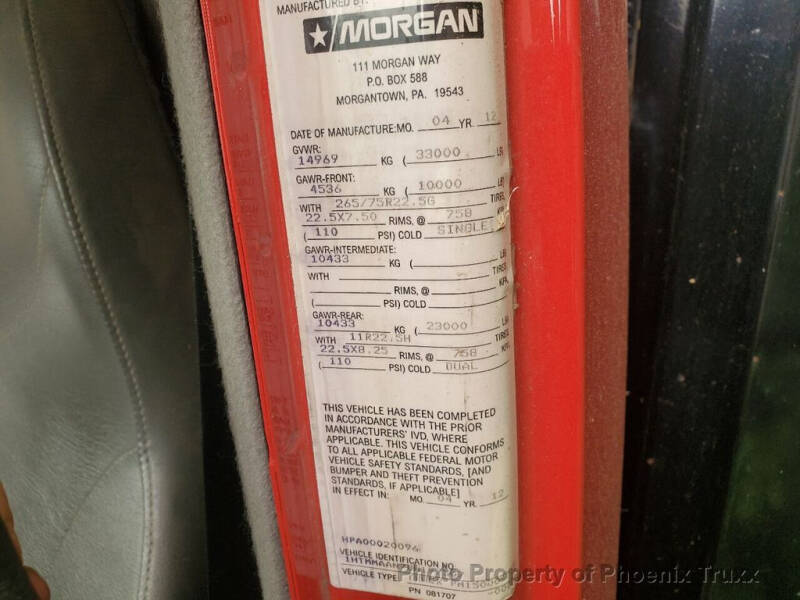 MANUFACTURED BY:
MORGAN
111 MORGAN WAY
P.O. BOX 588
MORGANTOWN, PA. 19543
DATE OF MANUFACTURE: MO. 04 YR. 12
GVWR:
14969 KG ( 33000 LB)
GAWR-FRONT:
4536 KG ( 10000 LB)
WITH 265/75R22.5G TIRES,
22.5X7.50 RIMS, @ 758 KPA
( 110 PSI) COLD SINGLE
GAWR-INTERMEDIATE:
10433 KG ( LB)
WITH TIRES,
RIMS, @ KPA
( PSI) COLD
GAWR-REAR:
10433 KG ( 23000 LB)
WITH 11R22.5H TIRES,
22.5X8.25 RIMS, @ 758 KPA
( 110 PSI) COLD DUAL
THIS VEHICLE HAS BEEN COMPLETED
IN ACCORDANCE WITH THE PRIOR
MANUFACTURERS' IVD, WHERE
APPLICABLE. THIS VEHICLE CONFORMS
TO ALL APPLICABLE FEDERAL MOTOR
VEHICLE SAFETY STANDARDS, [AND
BUMPER AND THEFT PREVENTION
STANDARDS, IF APPLICABLE]
IN EFFECT IN: MO. 04 YR. 12
HPA00020096
VEHICLE IDENTIFICATION NO.
VEHICLE TYPE
PN 081707
Photo Property of Phoenix Truxx